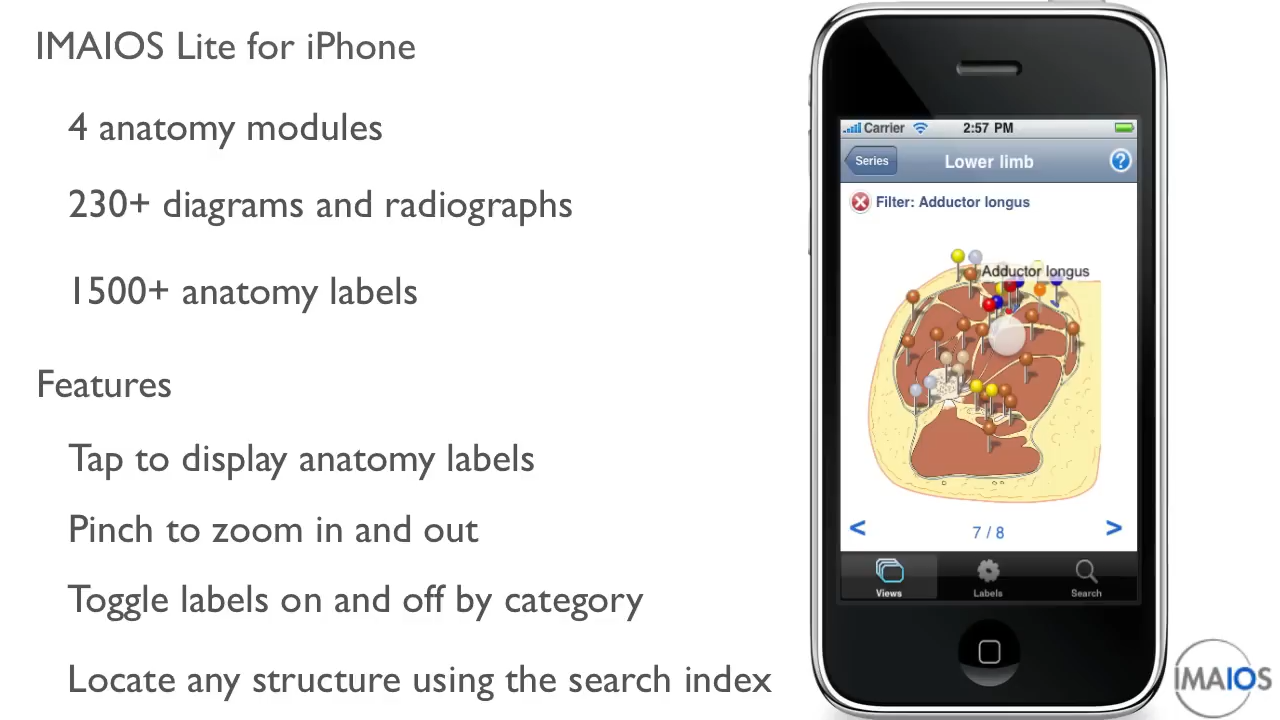 IMAIOS Lite for iPhone
4 anatomy modules
230+ diagrams and radiographs
1500+ anatomy labels
Features
Tap to display anatomy labels
Pinch to zoom in and out
Toggle labels on and off by category
Locate any structure using the search index
Carrier 2:57 PM
Series Lower limb ?
Filter: Adductor longus
Adductor longus
< 7 / 8 >
Views Labels Search
IMAIOS